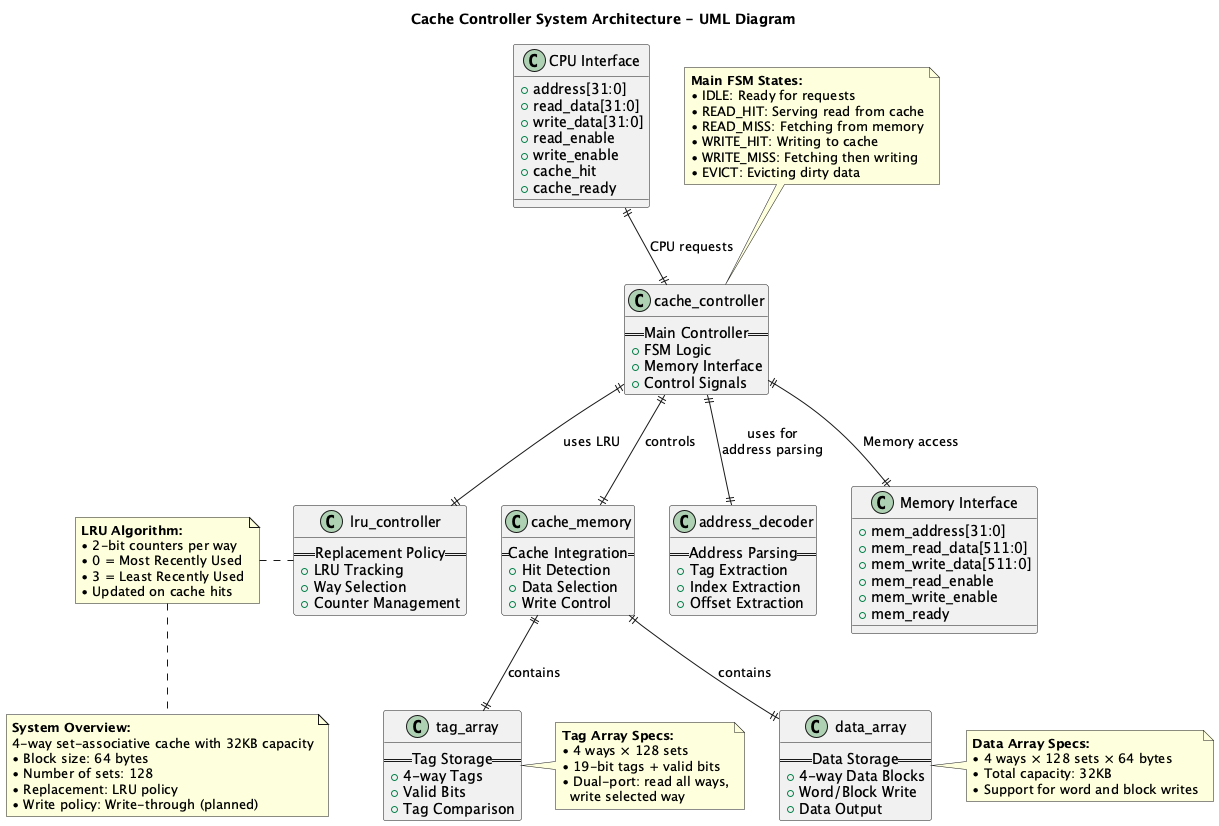 Cache Controller System Architecture - UML Diagram
C CPU Interface
address[31:0]
read_data[31:0]
write_data[31:0]
read_enable
write_enable
cache_hit
cache_ready
Main FSM States:
• IDLE: Ready for requests
• READ_HIT: Serving read from cache
• READ_MISS: Fetching from memory
• WRITE_HIT: Writing to cache
• WRITE_MISS: Fetching then writing
• EVICT: Evicting dirty data
CPU requests
C cache_controller
Main Controller
FSM Logic
Memory Interface
Control Signals
uses LRU
controls
uses for
address parsing
Memory access
LRU Algorithm:
• 2-bit counters per way
• 0 = Most Recently Used
• 3 = Least Recently Used
• Updated on cache hits
C lru_controller
Replacement Policy
LRU Tracking
Way Selection
Counter Management
C cache_memory
Cache Integration
Hit Detection
Data Selection
Write Control
C address_decoder
Address Parsing
Tag Extraction
Index Extraction
Offset Extraction
C Memory Interface
mem_address[31:0]
mem_read_data[511:0]
mem_write_data[511:0]
mem_read_enable
mem_write_enable
mem_ready
contains
contains
System Overview:
4-way set-associative cache with 32KB capacity
• Block size: 64 bytes
• Number of sets: 128
• Replacement: LRU policy
• Write policy: Write-through (planned)
C tag_array
Tag Storage
4-way Tags
Valid Bits
Tag Comparison
Tag Array Specs:
• 4 ways × 128 sets
• 19-bit tags + valid bits
• Dual-port: read all ways,
write selected way
C data_array
Data Storage
4-way Data Blocks
Word/Block Write
Data Output
Data Array Specs:
• 4 ways × 128 sets × 64 bytes
• Total capacity: 32KB
• Support for word and block writes